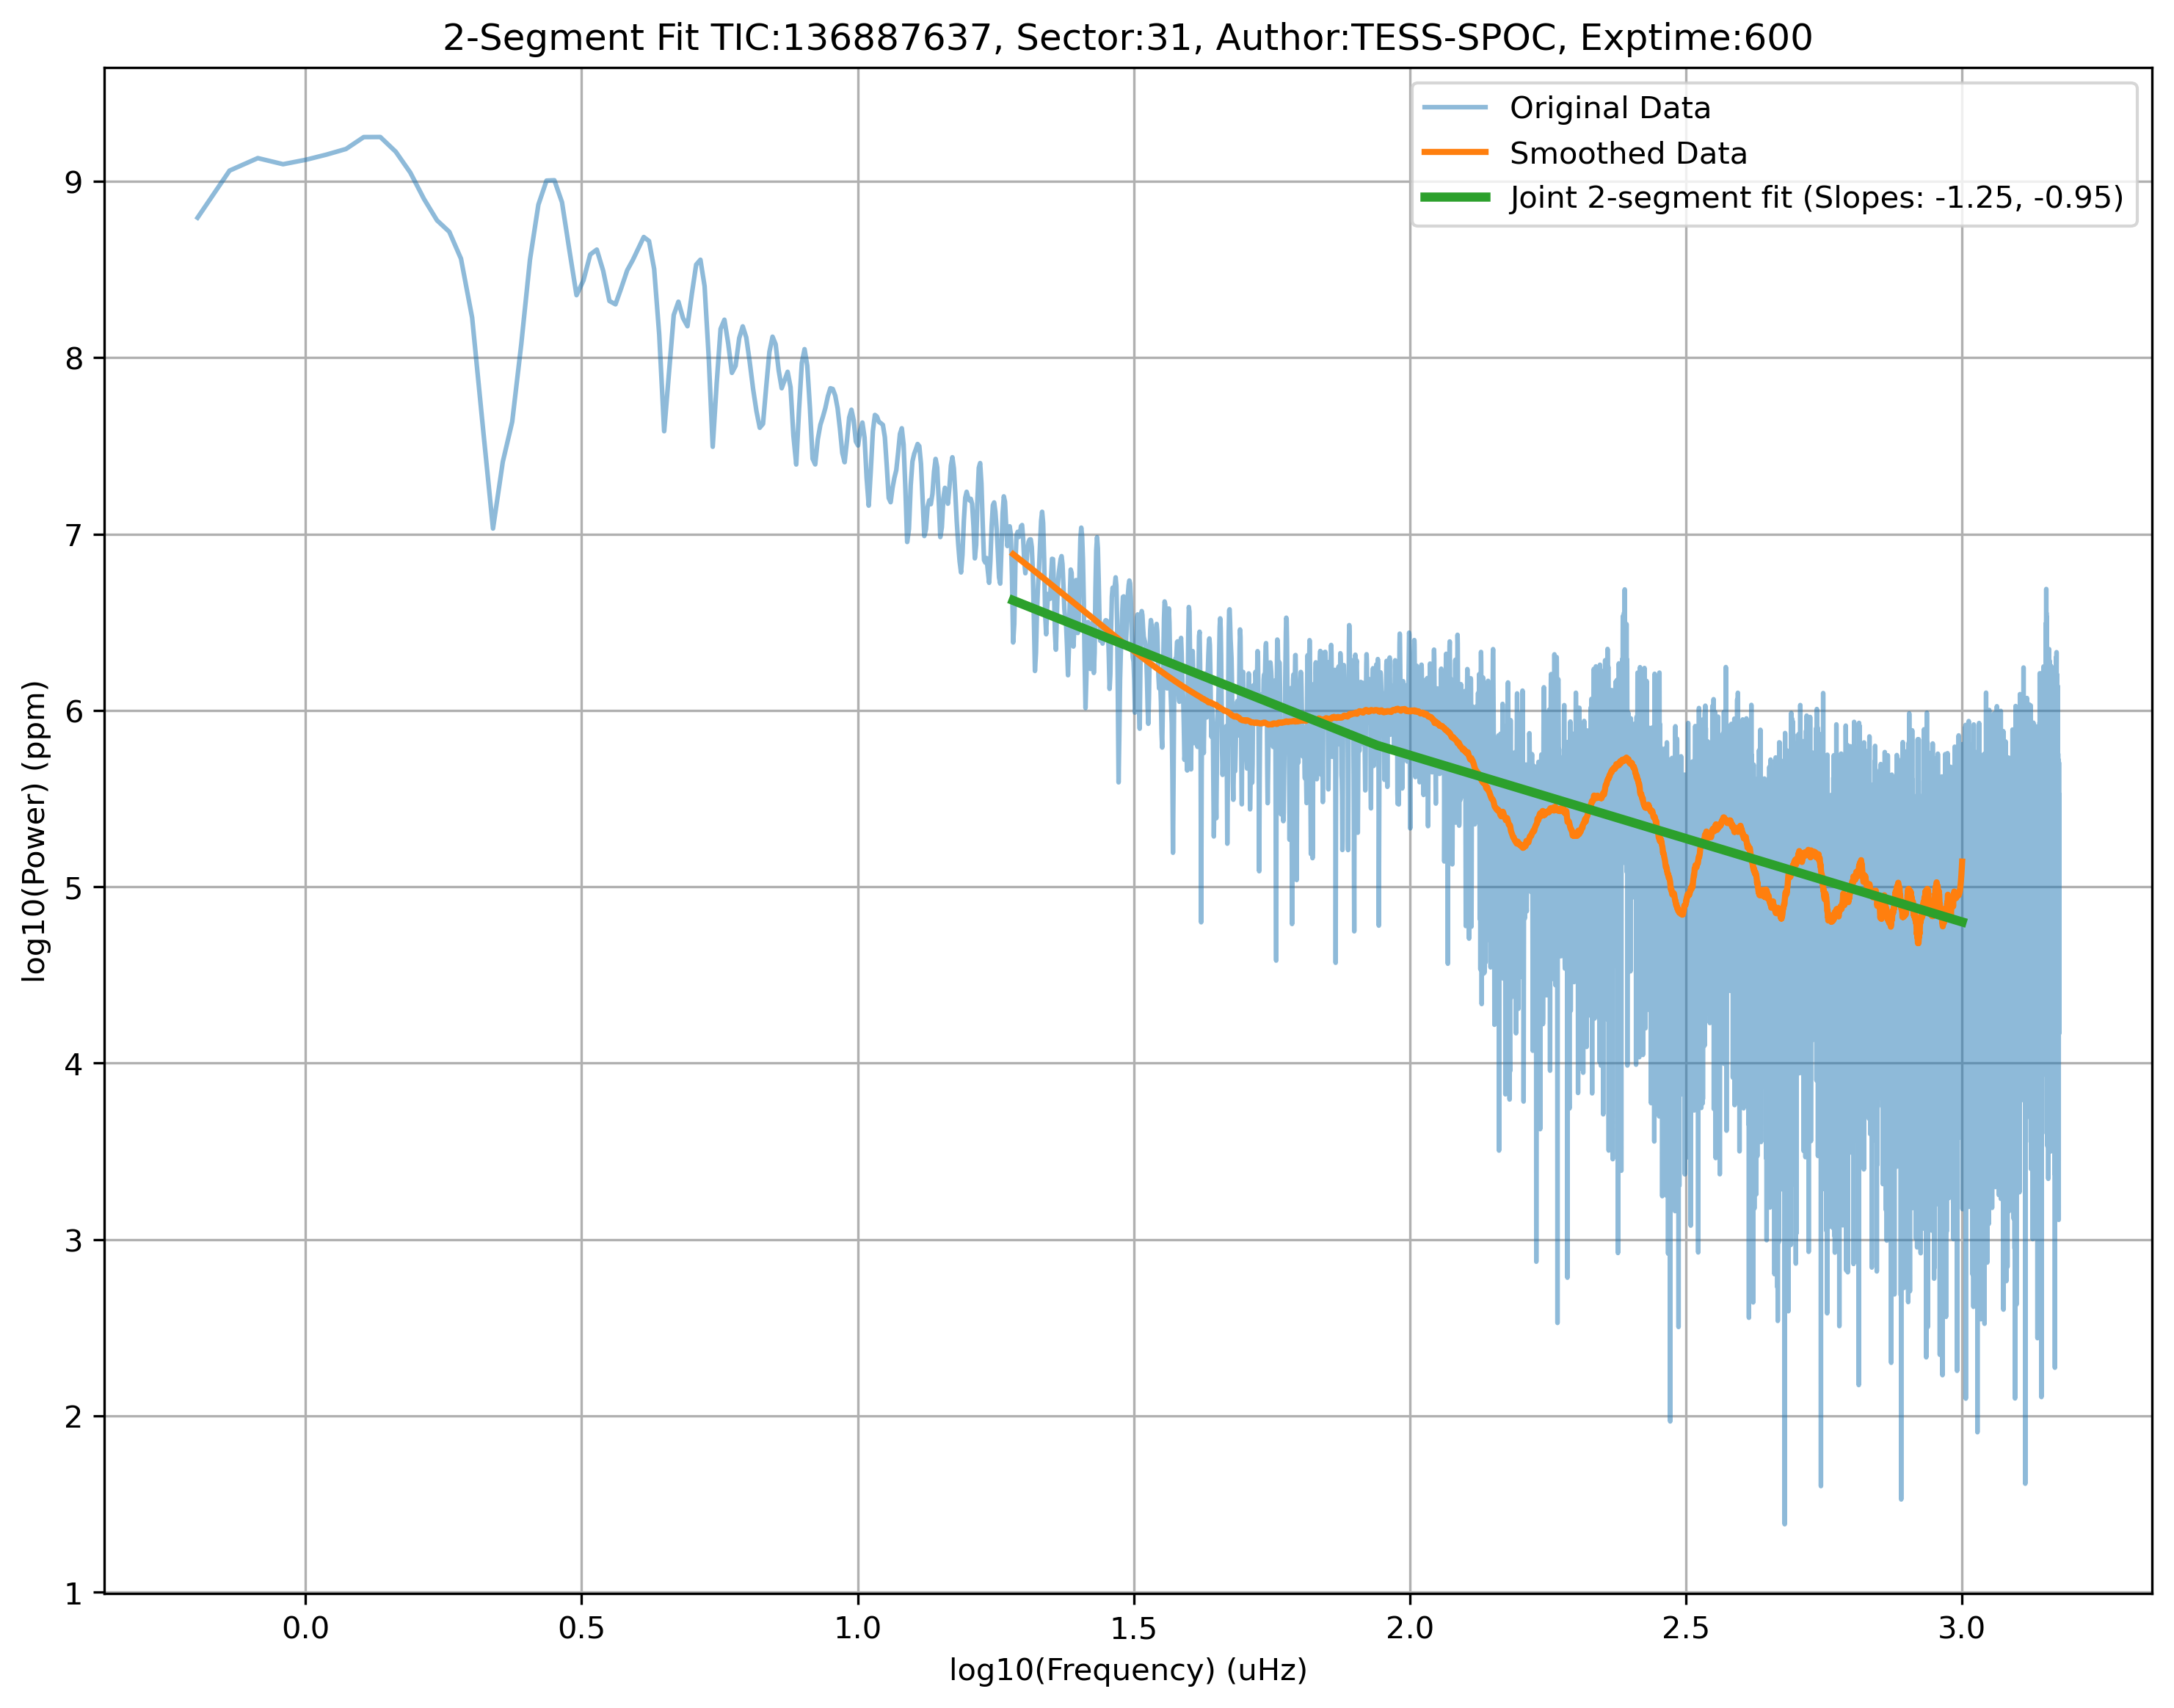 2-Segment Fit TIC:136887637, Sector:31, Author:TESS-SPOC, Exptime:600
Original Data
Smoothed Data
Joint 2-segment fit (Slopes: -1.25, -0.95)
log10(Power) (ppm)
9
8
7
6
5
4
3
2
1
0.0 0.5 1.0 1.5 2.0 2.5 3.0
log10(Frequency) (uHz)